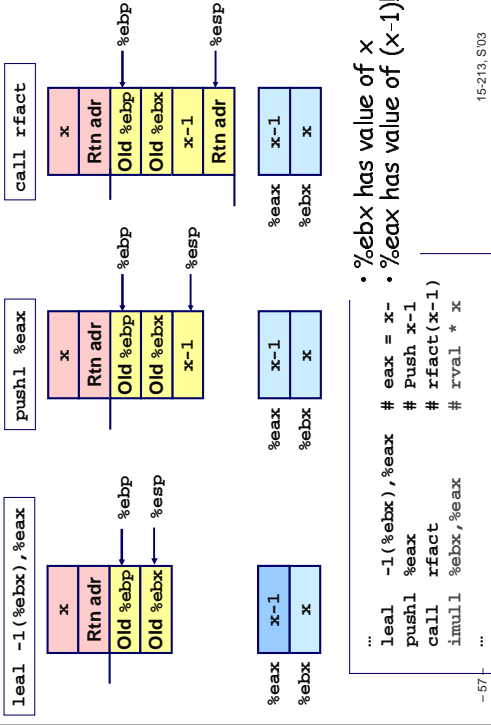 leal -1(%ebx),%eax
x
Rtn adr
Old %ebp
%ebp
Old %ebx
%esp
%eax
x-1
%ebx
x
pushl %eax
x
Rtn adr
Old %ebp
%ebp
Old %ebx
x-1
%esp
%eax
x-1
%ebx
x
call rfact
x
Rtn adr
Old %ebp
%ebp
Old %ebx
x-1
Rtn adr
%esp
%eax
x-1
%ebx
x
…
leal -1(%ebx),%eax # eax = x-
pushl %eax # Push x-1
call rfact # rfact(x-1)
imull %ebx,%eax # rval * x
…
• %ebx has value of x
• %eax has value of (x-1)!
– 57 –
15-213, S'03